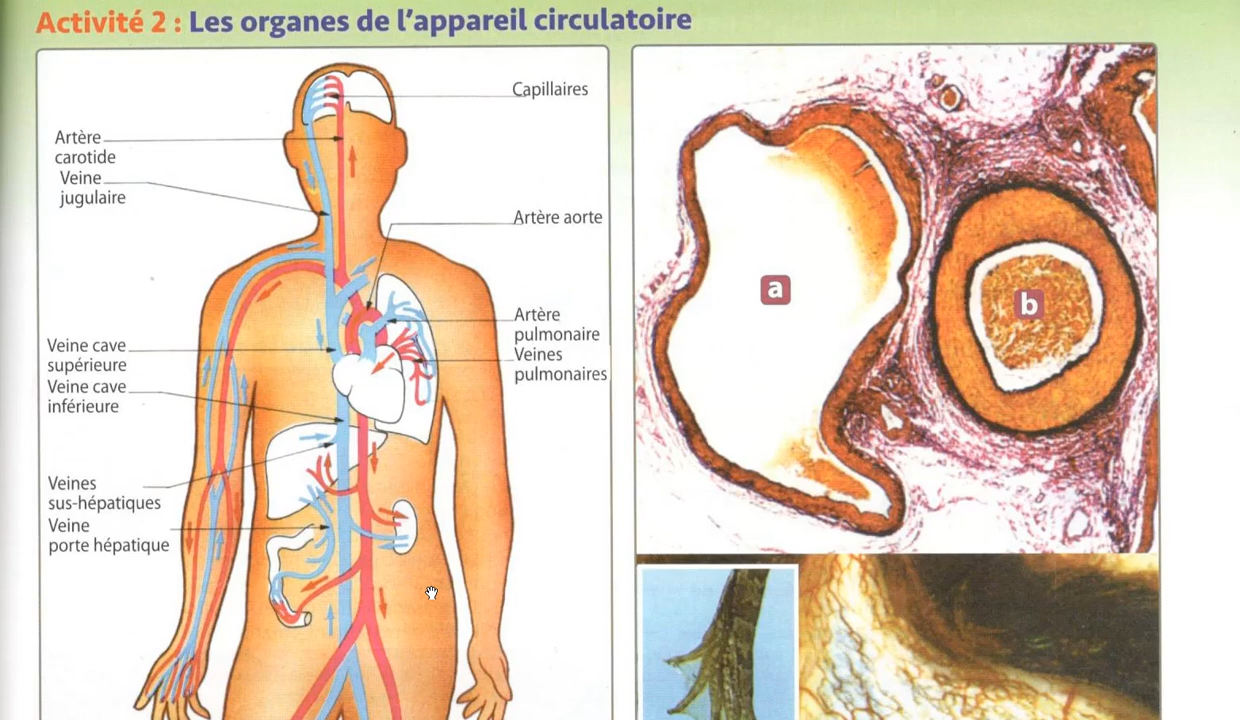 Activité 2 : Les organes de l'appareil circulatoire
Capillaires
Artère
carotide
Veine
jugulaire
Artère aorte
Artère
pulmonaire
Veines
pulmonaires
Veine cave
supérieure
Veine cave
inférieure
Veines
sus-hépatiques
Veine
porte hépatique
a
b